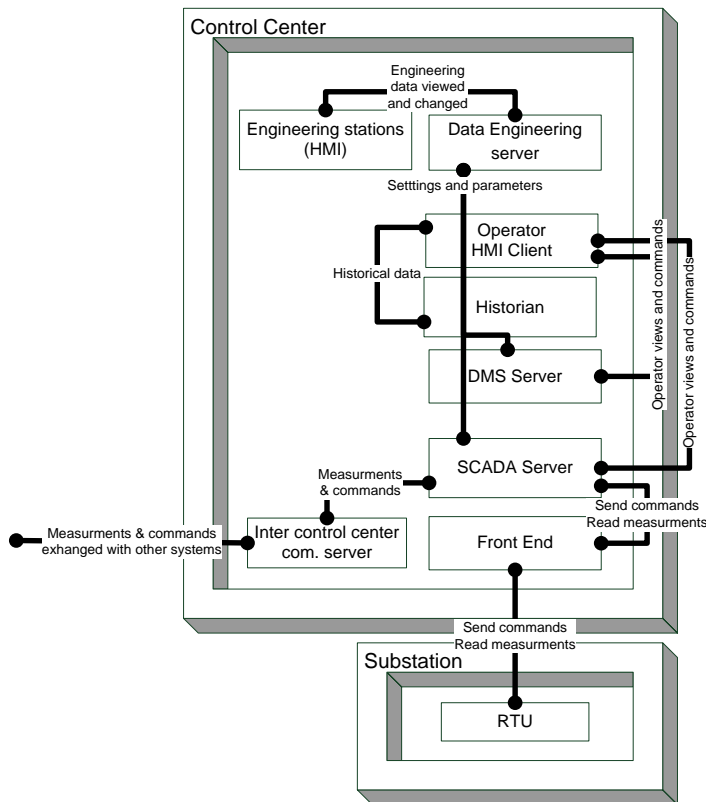 Control Center
Engineering
data viewed
and changed
Engineering stations
(HMI)
Data Engineering
server
Setttings and parameters
Operator
HMI Client
Historical data
Historian
DMS Server
Operator views and commands
Operator views and commands
SCADA Server
Measurments
& commands
Send commands
Read measurments
Measurments & commands
exhanged with other systems
Inter control center
com. server
Front End
Send commands
Read measurments
Substation
RTU